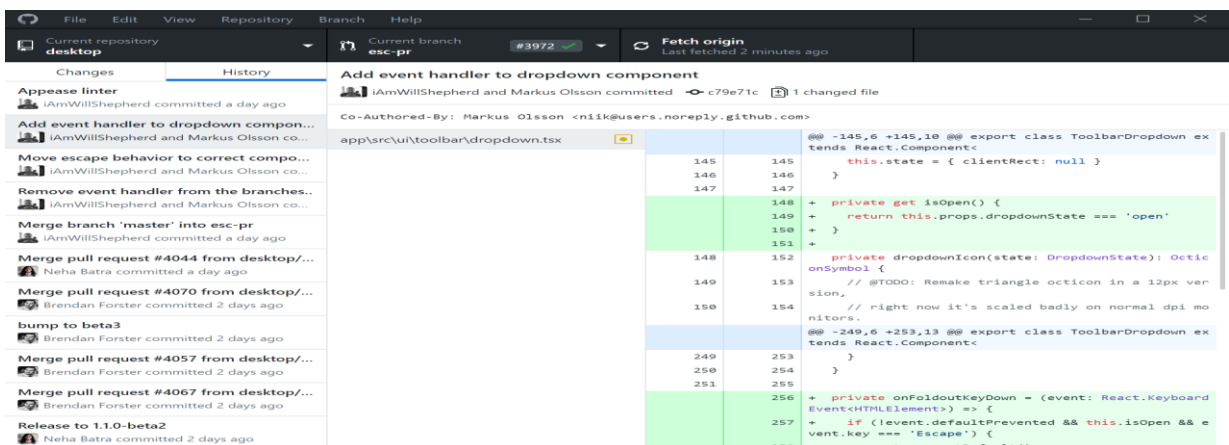 File Edit View Repository Branch Help
Current repository
desktop
Current branch
esc-pr
#3972
Fetch origin
Last fetched 2 minutes ago
Changes History
Appease linter
iAmWillShepherd committed a day ago
Add event handler to dropdown compon...
iAmWillShepherd and Markus Olsson co...
Move escape behavior to correct compo...
iAmWillShepherd and Markus Olsson co...
Remove event handler from the branches..
iAmWillShepherd and Markus Olsson co...
Merge branch 'master' into esc-pr
iAmWillShepherd committed a day ago
Merge pull request #4044 from desktop/...
Neha Batra committed a day ago
Merge pull request #4070 from desktop/...
Brendan Forster committed 2 days ago
bump to beta3
Brendan Forster committed 2 days ago
Merge pull request #4057 from desktop/...
Brendan Forster committed 2 days ago
Merge pull request #4067 from desktop/...
Brendan Forster committed 2 days ago
Release to 1.1.0-beta2
Neha Batra committed 2 days ago
Add event handler to dropdown component
iAmWillShepherd and Markus Olsson committed c79e71c 1 changed file
Co-Authored-By: Markus Olsson <niik@users.noreply.github.com>
app\src\ui\toolbar\dropdown.tsx
@@ -145,6 +145,10 @@ export class ToolbarDropdown ex
tends React.Component<
145 145 this.state = { clientRect: null }
146 146 }
147 147
148 + private get isOpen() {
149 + return this.props.dropdownState === 'open'
150 + }
151 +
148 152 private dropdownIcon(state: DropdownState): Octic
onSymbol {
149 153 // @TODO: Remake triangle octicon in a 12px ver
sion,
150 154 // right now it's scaled badly on normal dpi mo
nitors.
@@ -249,6 +253,13 @@ export class ToolbarDropdown ex
tends React.Component<
249 253 }
250 254 }
251 255
256 + private onFoldoutKeyDown = (event: React.Keyboard
Event<HTMLElement>) => {
257 + if (!event.defaultPrevented && this.isOpen && e
vent.key === 'Escape') {